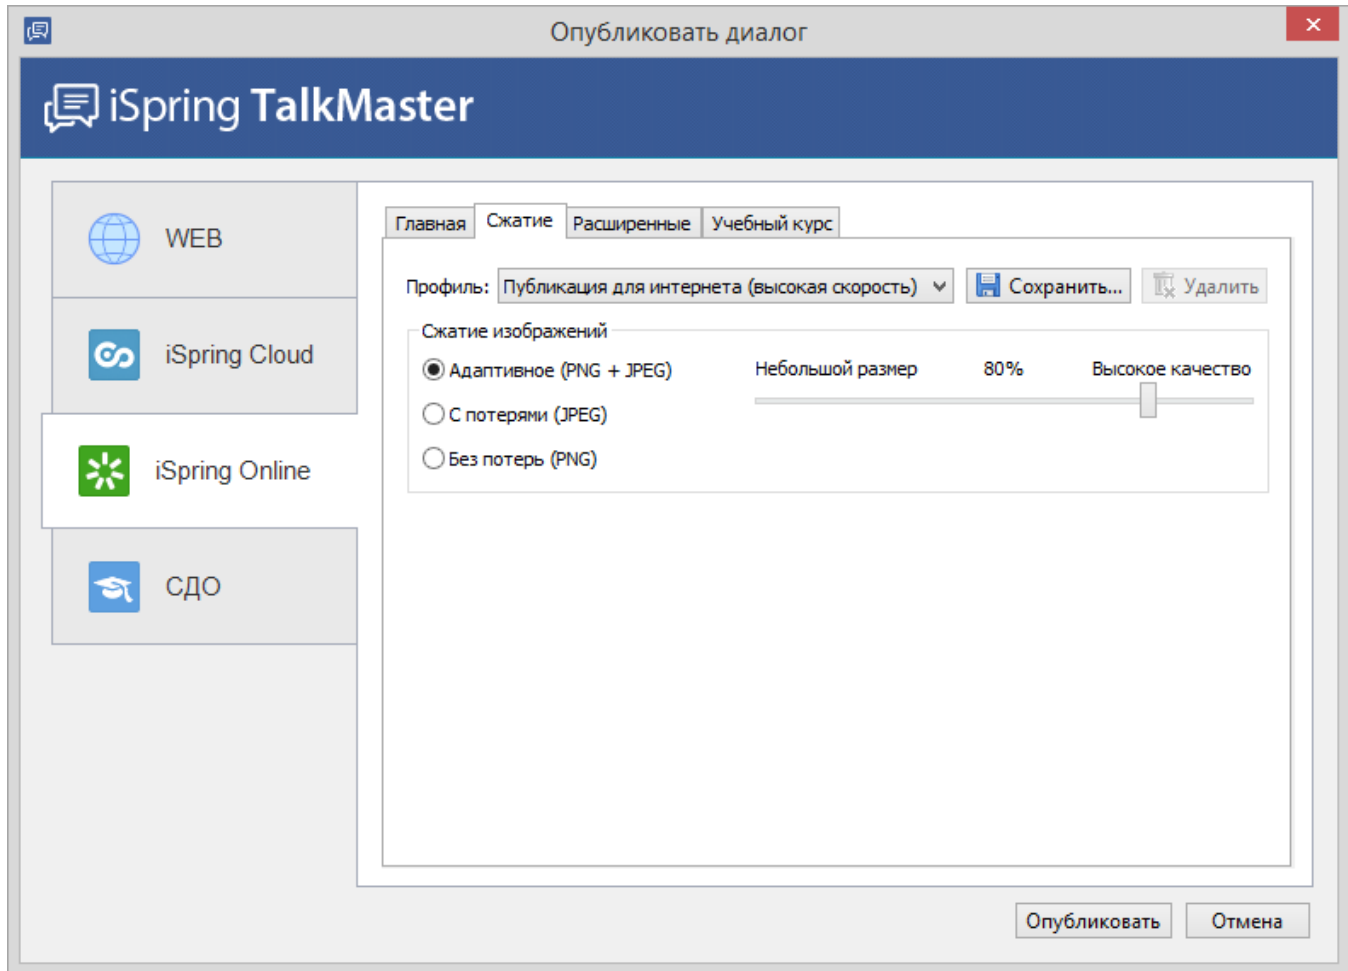 Опубликовать диалог
iSpring TalkMaster
WEB
iSpring Cloud
iSpring Online
СДО
Главная Сжатие Расширенные Учебный курс
Профиль: Публикация для интернета (высокая скорость) Сохранить... Удалить
Сжатие изображений
Адаптивное (PNG + JPEG) Небольшой размер 80% Высокое качество
С потерями (JPEG)
Без потерь (PNG)
Опубликовать Отмена